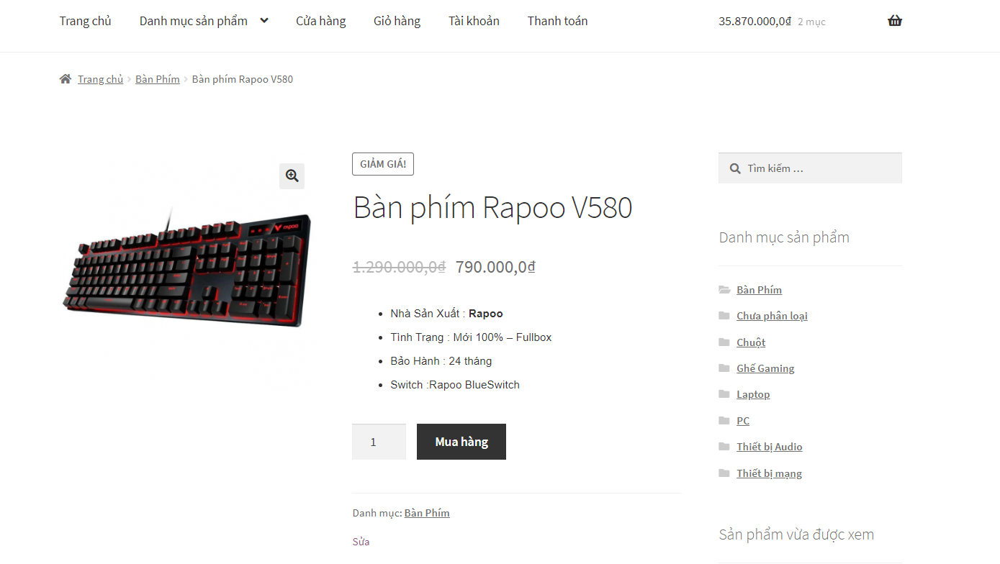 Trang chủ Danh mục sản phẩm Cửa hàng Giỏ hàng Tài khoản Thanh toán 35.870.000,0₫ 2 mục
Trang chủ Bàn Phím Bàn phím Rapoo V580
GIẢM GIÁ!
Bàn phím Rapoo V580
1.290.000,0₫ 790.000,0₫
Nhà Sản Xuất : Rapoo
Tình Trạng : Mới 100% – Fullbox
Bảo Hành : 24 tháng
Switch :Rapoo BlueSwitch
1 Mua hàng
Danh mục: Bàn Phím
Sửa
rapoo
Tìm kiếm …
Danh mục sản phẩm
Bàn Phím
Chưa phân loại
Chuột
Ghế Gaming
Laptop
PC
Thiết bị Audio
Thiết bị mạng
Sản phẩm vừa được xem